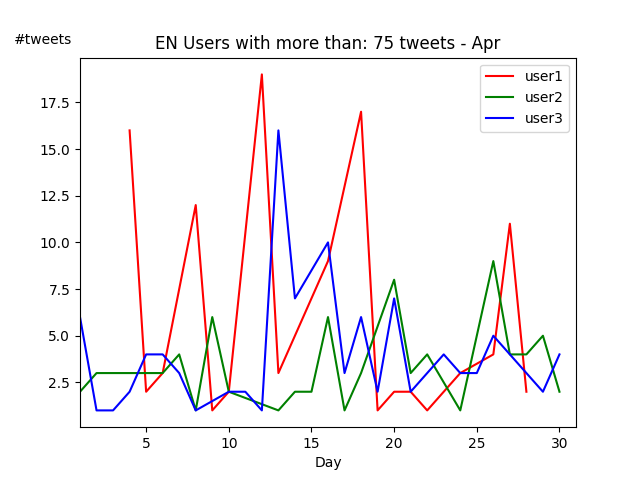 #tweets
EN Users with more than: 75 tweets - Apr
user1
user2
user3
17.5
15.0
12.5
10.0
7.5
5.0
2.5
5 10 15 20 25 30
Day